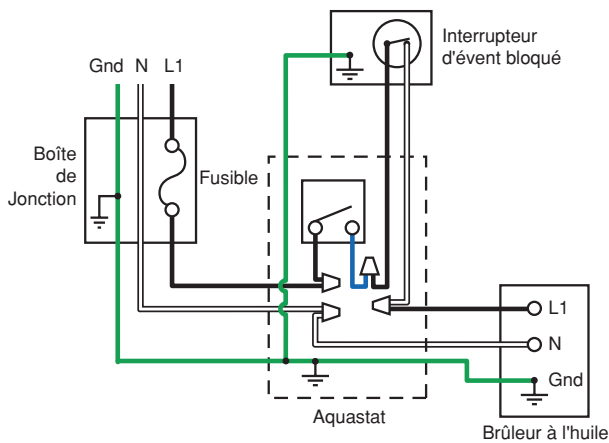 Gnd N L1
Interrupteur
d'évent bloqué
Boîte
de
Jonction
Fusible
L1
N
Gnd
Aquastat
Brûleur à l'huile